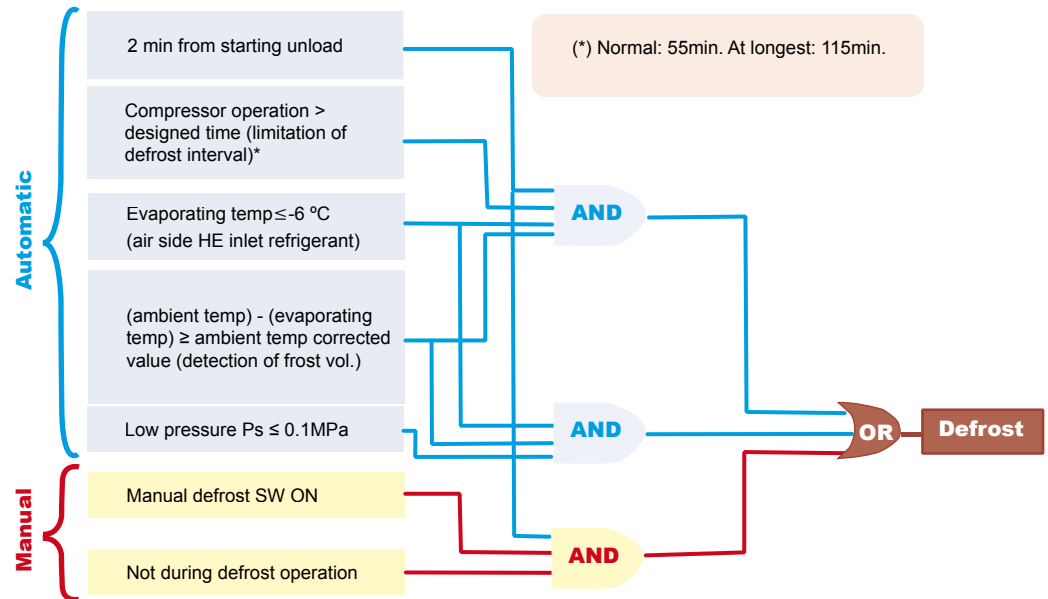 Automatic
2 min from starting unload
(*) Normal: 55min. At longest: 115min.
Compressor operation >
designed time (limitation of
defrost interval)*
Evaporating temp≤-6 ºC
(air side HE inlet refrigerant)
AND
(ambient temp) - (evaporating
temp) ≥ ambient temp corrected
value (detection of frost vol.)
Low pressure Ps ≤ 0.1MPa
AND
OR
Defrost
Manual
Manual defrost SW ON
Not during defrost operation
AND